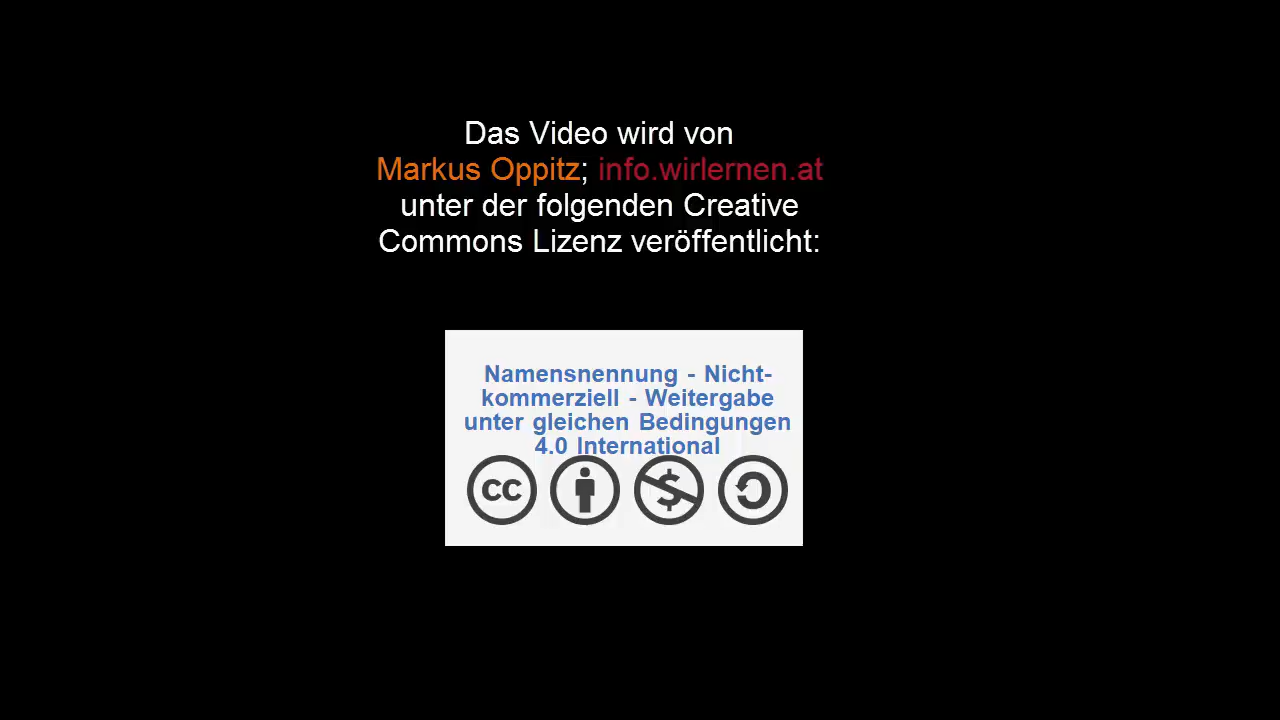 Das Video wird von
Markus Oppitz; info.wirlernen.at
unter der folgenden Creative
Commons Lizenz veröffentlicht:
Namensnennung - Nicht-
kommerziell - Weitergabe
unter gleichen Bedingungen
4.0 International
cc